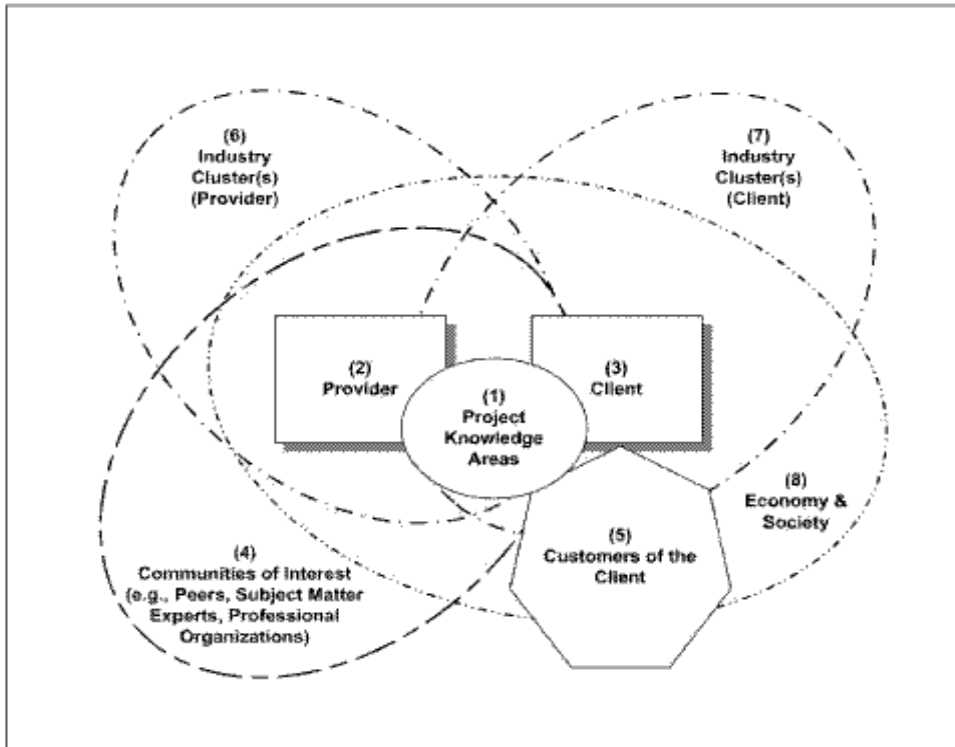 (6)
Industry
Cluster(s)
(Provider)
(7)
Industry
Cluster(s)
(Client)
(2)
Provider
(3)
Client
(1)
Project
Knowledge
Areas
(8)
Economy &
Society
(5)
Customers of the
Client
(4)
Communities of Interest
(e.g., Peers, Subject Matter
Experts, Professional
Organizations)